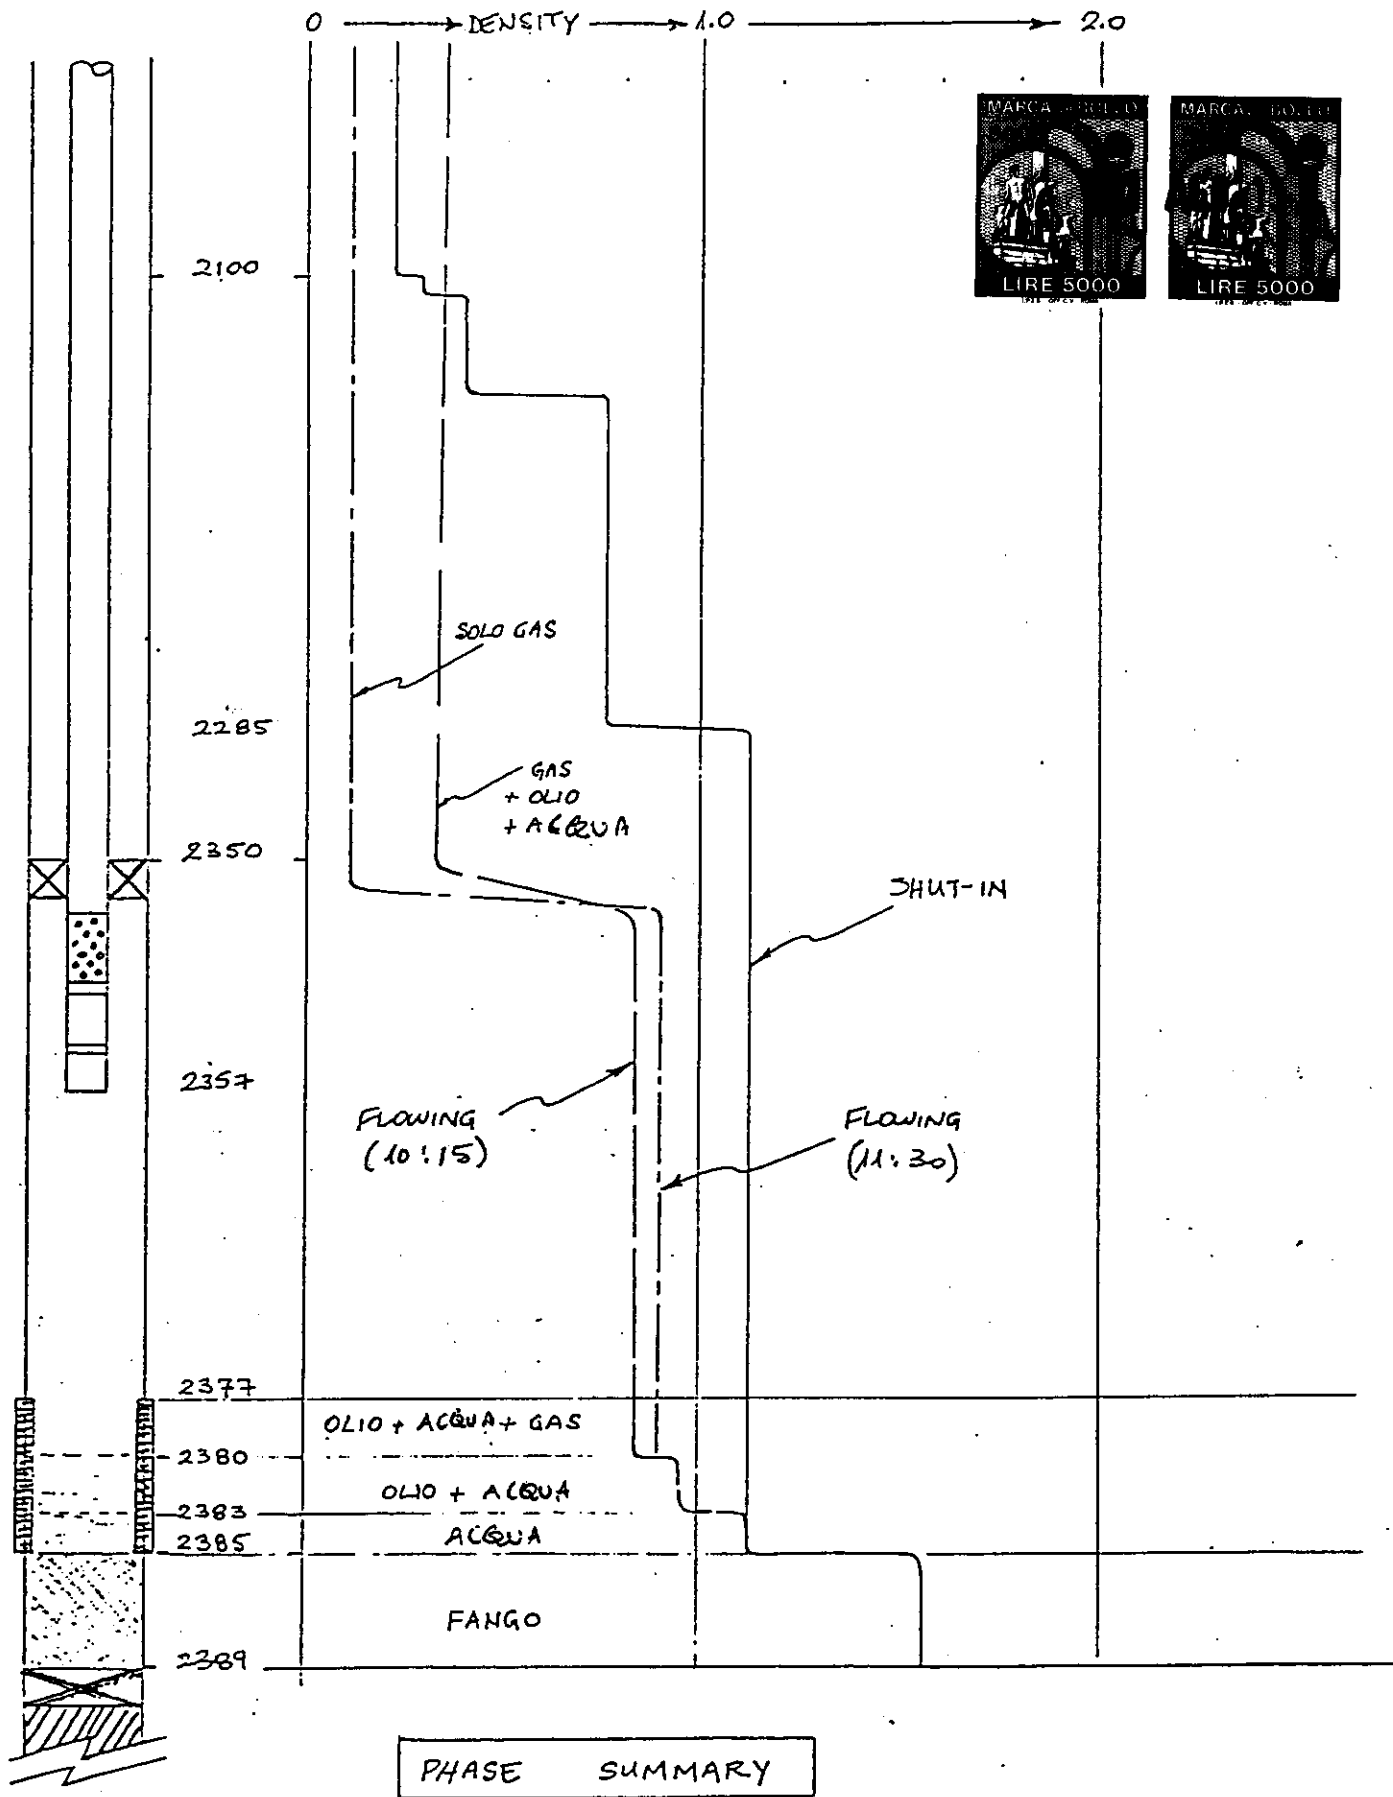 0 DENSITY 1.0 2.0
MARCA BOLLO
LIRE 5000
MARCA BOLLO
LIRE 5000
2100
SOLO GAS
2285
GAS
+ OLIO
+ ACQUA
2350
SHUT-IN
2357
FLOWING
(10:15)
FLOWING
(11:30)
2377
OLIO + ACQUA + GAS
2380
OLIO + ACQUA
2383
ACQUA
2385
FANGO
2389
PHASE SUMMARY